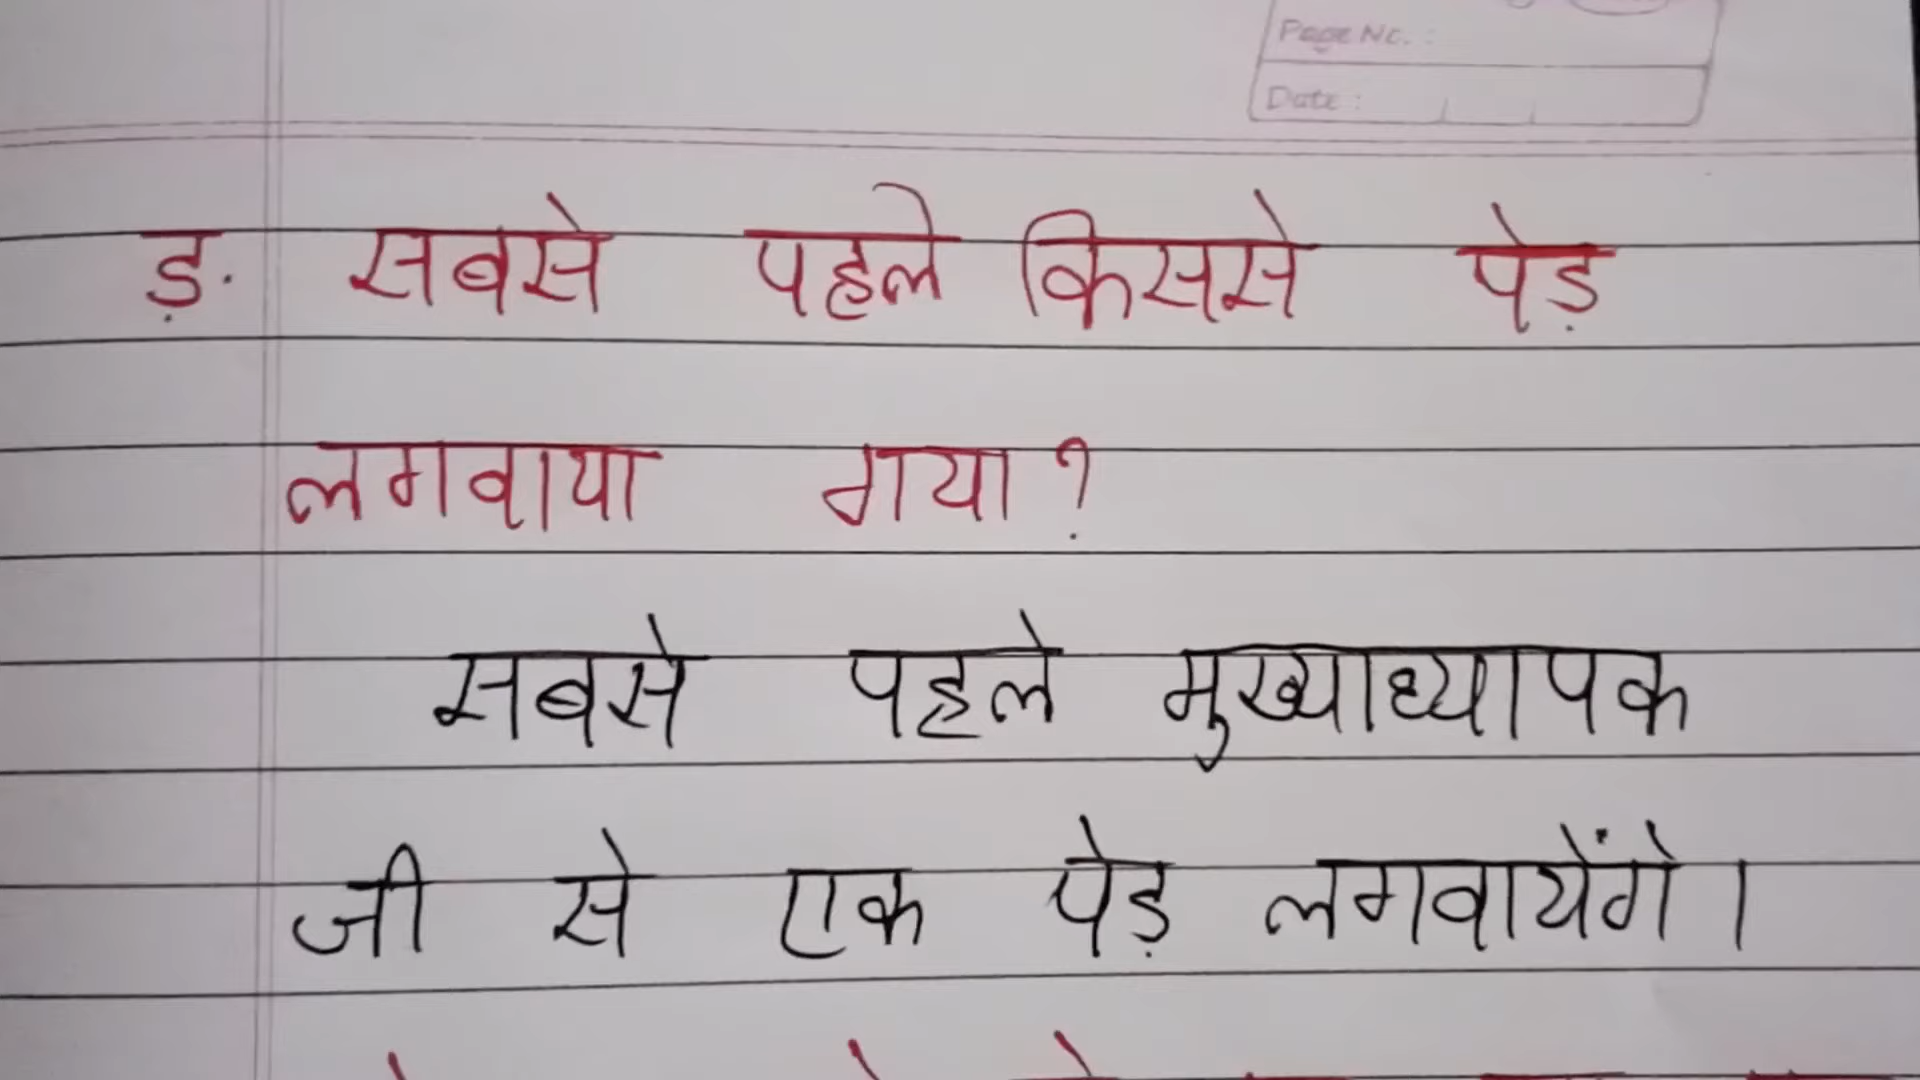 Page No. :
Date :
ड़. सबसे पहले किससे पेड़
लगवाया गया?
सबसे पहले मुख्याध्यापक
जी से एक पेड़ लगवायेंगे।